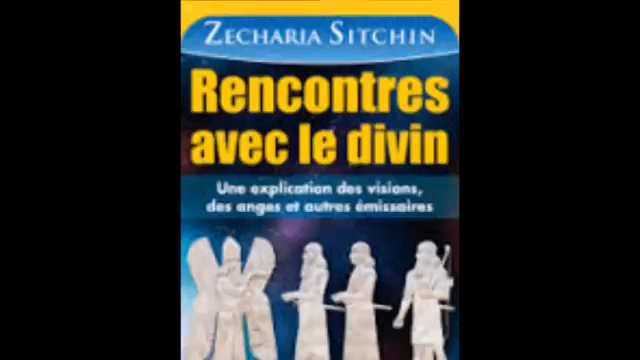 ZECHARIA SITCHIN
Rencontres
avec le divin
Une explication des visions,
des anges et autres émissaires